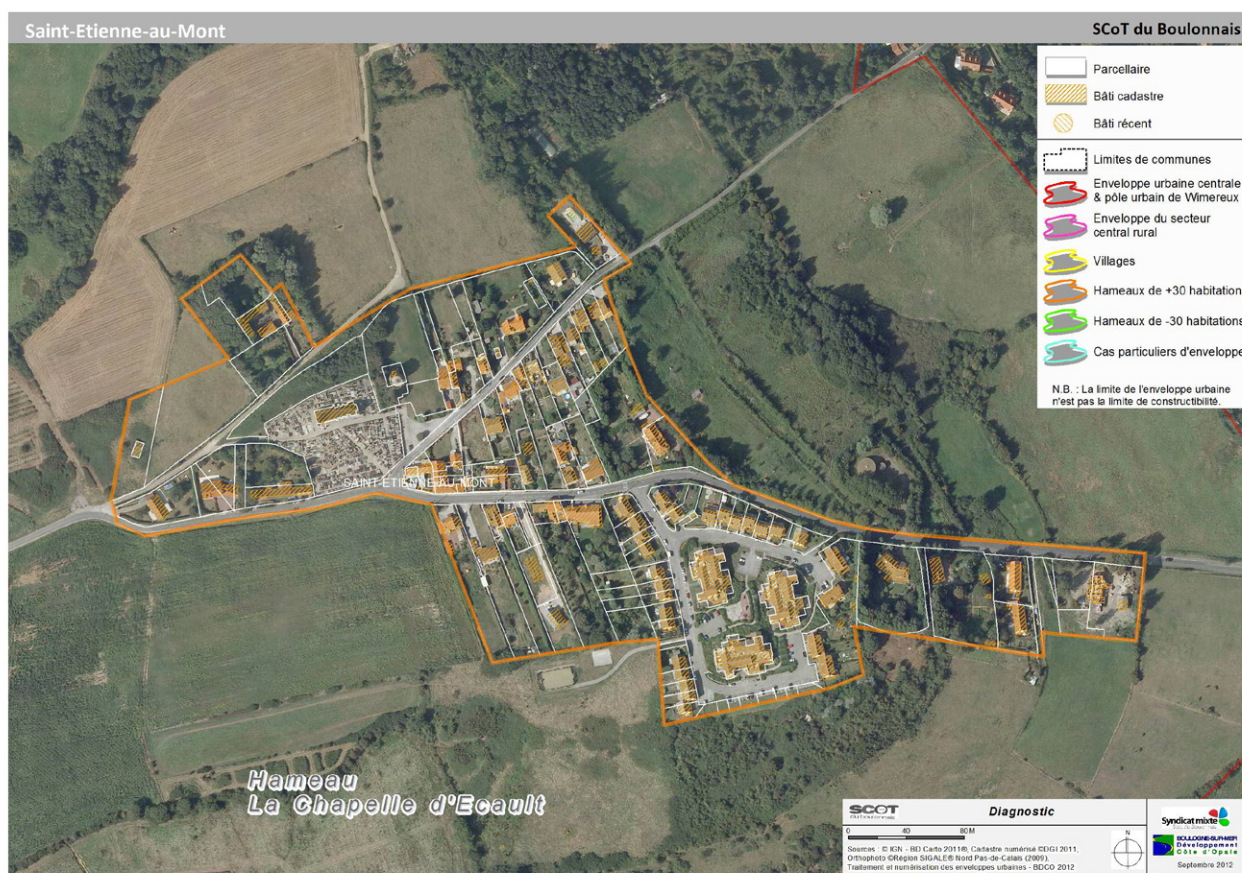 Saint-Etienne-au-Mont
SCoT du Boulonnais
Parcellaire
Bâti cadastre
Bâti récent
Limites de communes
Enveloppe urbaine centrale
& pôle urbain de Wimereux
Enveloppe du secteur
central rural
Villages
Hameaux de +30 habitation
Hameaux de -30 habitations
Cas particuliers d'enveloppe
N.B. : La limite de l'enveloppe urbaine
n'est pas la limite de constructibilité.
SAINT-ETIENNE-AU-MONT
Hameau
La Chapelle d'Ecault
SCOT
Diagnostic
0 40 80 M
N
Sources : © IGN - BD Carto 2011®, Cadastre numérisé ©DGI 2011,
Orthophoto ©Région SIGALE® Nord Pas-de-Calais (2009),
Traitement et numérisation des enveloppes urbaines - BDCO 2012
Syndicat mixte
BOULOGNE-SUR-MER
Développement
Côte d'Opale
Septembre 2012